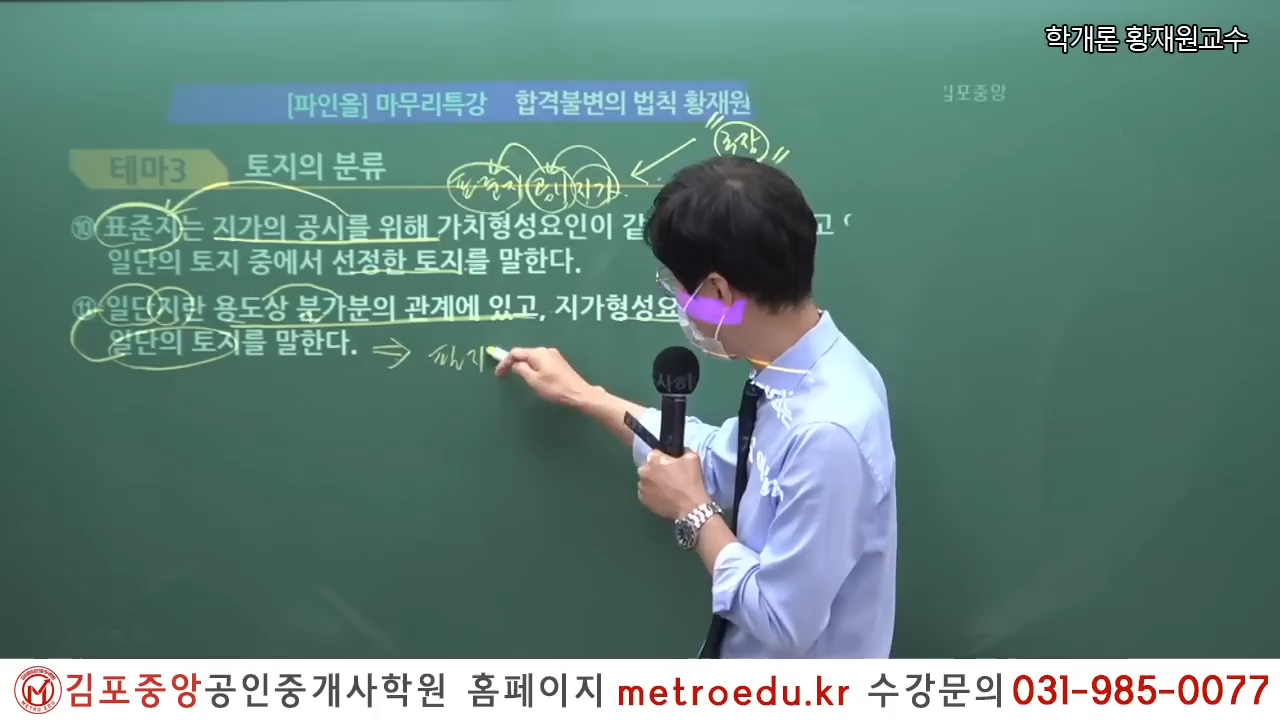 학개론 황재원교수
[파인올] 마무리특강 합격불변의 법칙 황재원
김포중앙
"국장"
테마3 토지의 분류
표준지 공시지가
⑩ 표준지는 지가의 공시를 위해 가치형성요인이 같 고
일단의 토지 중에서 선정한 토지를 말한다.
⑪ 일단지란 용도상 불가분의 관계에 있고, 지가형성요
일단의 토지를 말한다. ⇒ 필지
METRO EDU
김포중앙공인중개사학원 홈페이지 metroedu.kr 수강문의 031-985-0077